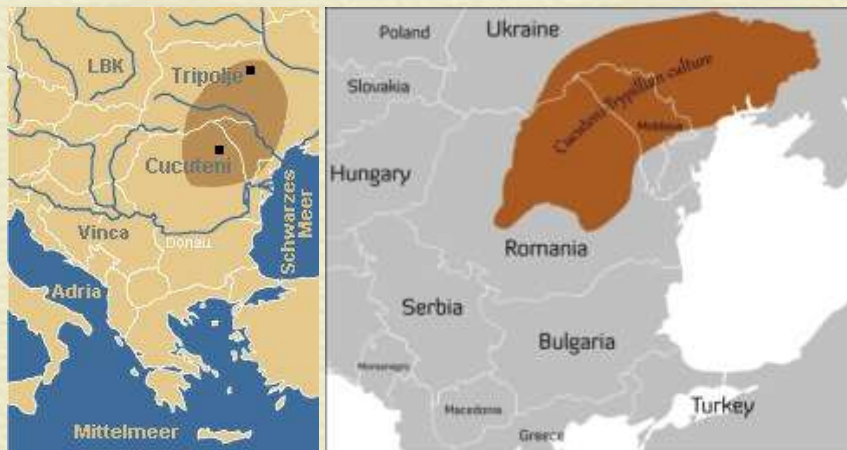 LBK
Tripolje
Cucuteni
Vinca
Donau
Schwarzes
Meer
Adria
Mittelmeer
Poland
Ukraine
Slovakia
Cucuteni Trypillian culture
Moldova
Hungary
Romania
Serbia
Bulgaria
Montenegro
Macedonia
Greece
Turkey